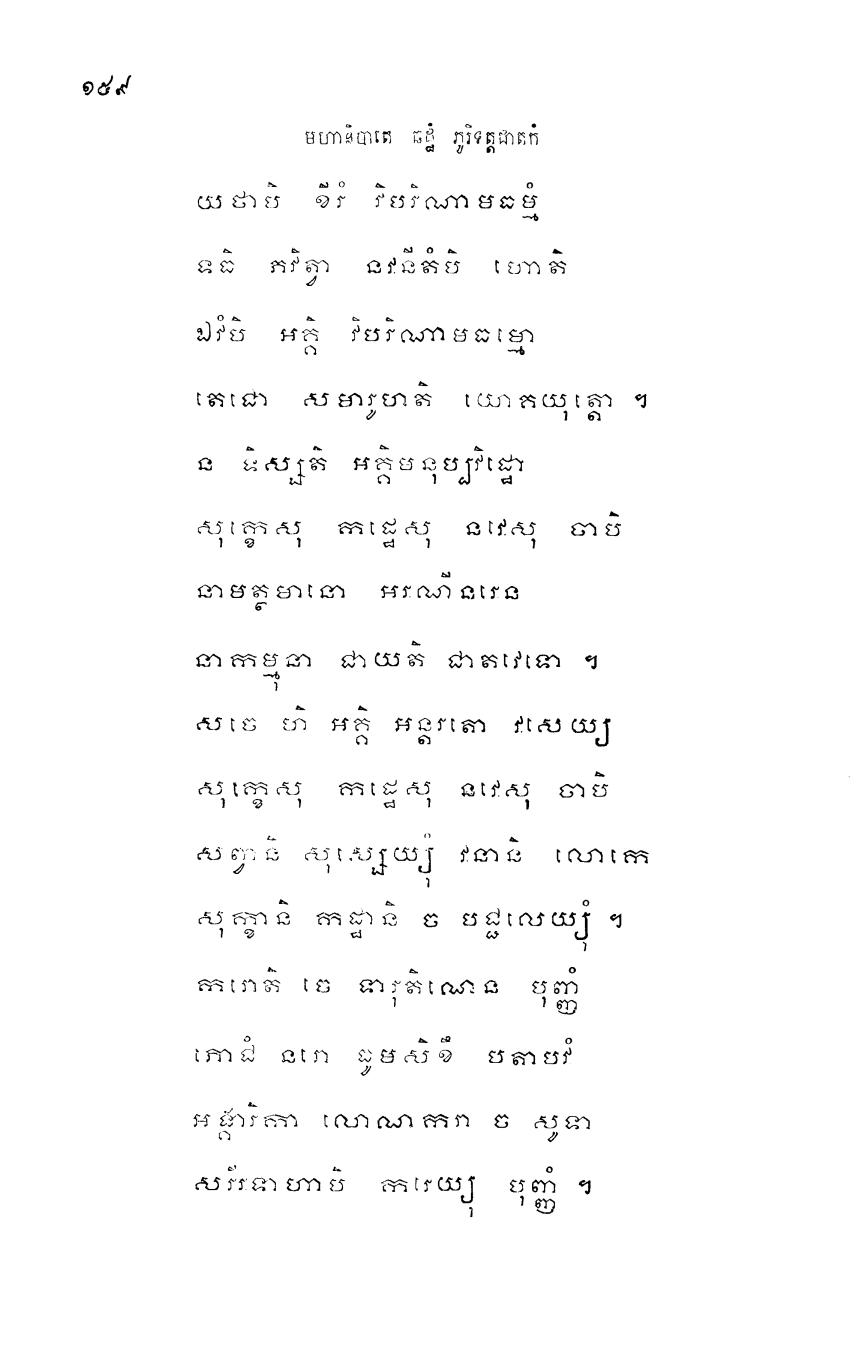 ១៥៩
មហានិបាតេ ធដ្ឋំ ភូរិទត្តជាតកំ
យថាបិ ខីរំ វិបរិណាមធម្មំ
ទធិ ភវិត្វា នវនីតំបិ ហោតិ
ឯវំបិ អគ្គិ វិបរិណាមធម្មោ
តេជោ សមារូហតិ យោគយុត្តោ ។
ន ទិស្សតិ អគ្គិមនុប្បវិដ្ឋោ
សុក្ខេសុ កដ្ឋេសុ នវេសុ ចាបិ
នាមត្ថមានោ អរណីនរេន
នាកម្មុនា ជាយតិ ជាតវេទោ ។
សចេ ហិ អគ្គិ អន្តរតោ វសេយ្យ
សុក្ខេសុ កដ្ឋេសុ នវេសុ ចាបិ
សព្វានិ សុស្សេយ្យុំ វនានិ លោកេ
សុក្ខានិ កដ្ឋានិ ច បជ្ជលេយ្យុំ ។
ករោតិ ចេ ទារុតិណេន បុញ្ញំ
ភោជំ នរោ ធូមសិខី បតាបវំ
អង្គារិកា លោណករា ច សូទា
សរីរទាហាបិ ករេយ្យុ បុញ្ញំ ។